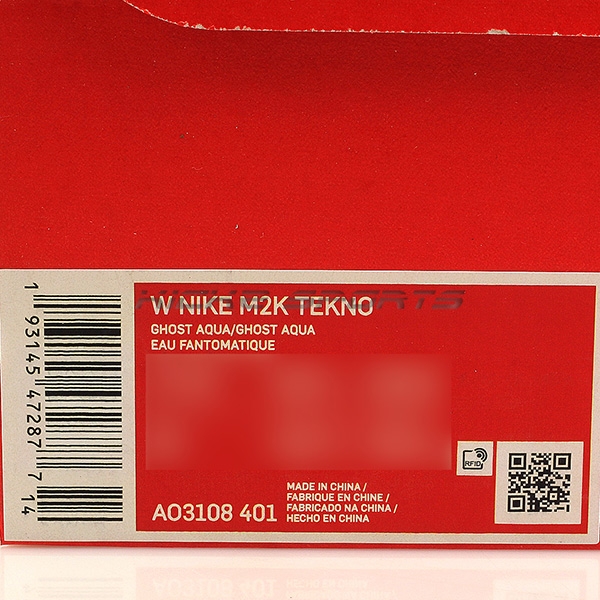 W NIKE M2K TEKNO
GHOST AQUA/GHOST AQUA
EAU FANTOMATIQUE
AO3108 401
MADE IN CHINA /
FABRIQUE EN CHINE /
FABRICADO NA CHINA /
HECHO EN CHINA
RFID
1 93145 47287 7 14